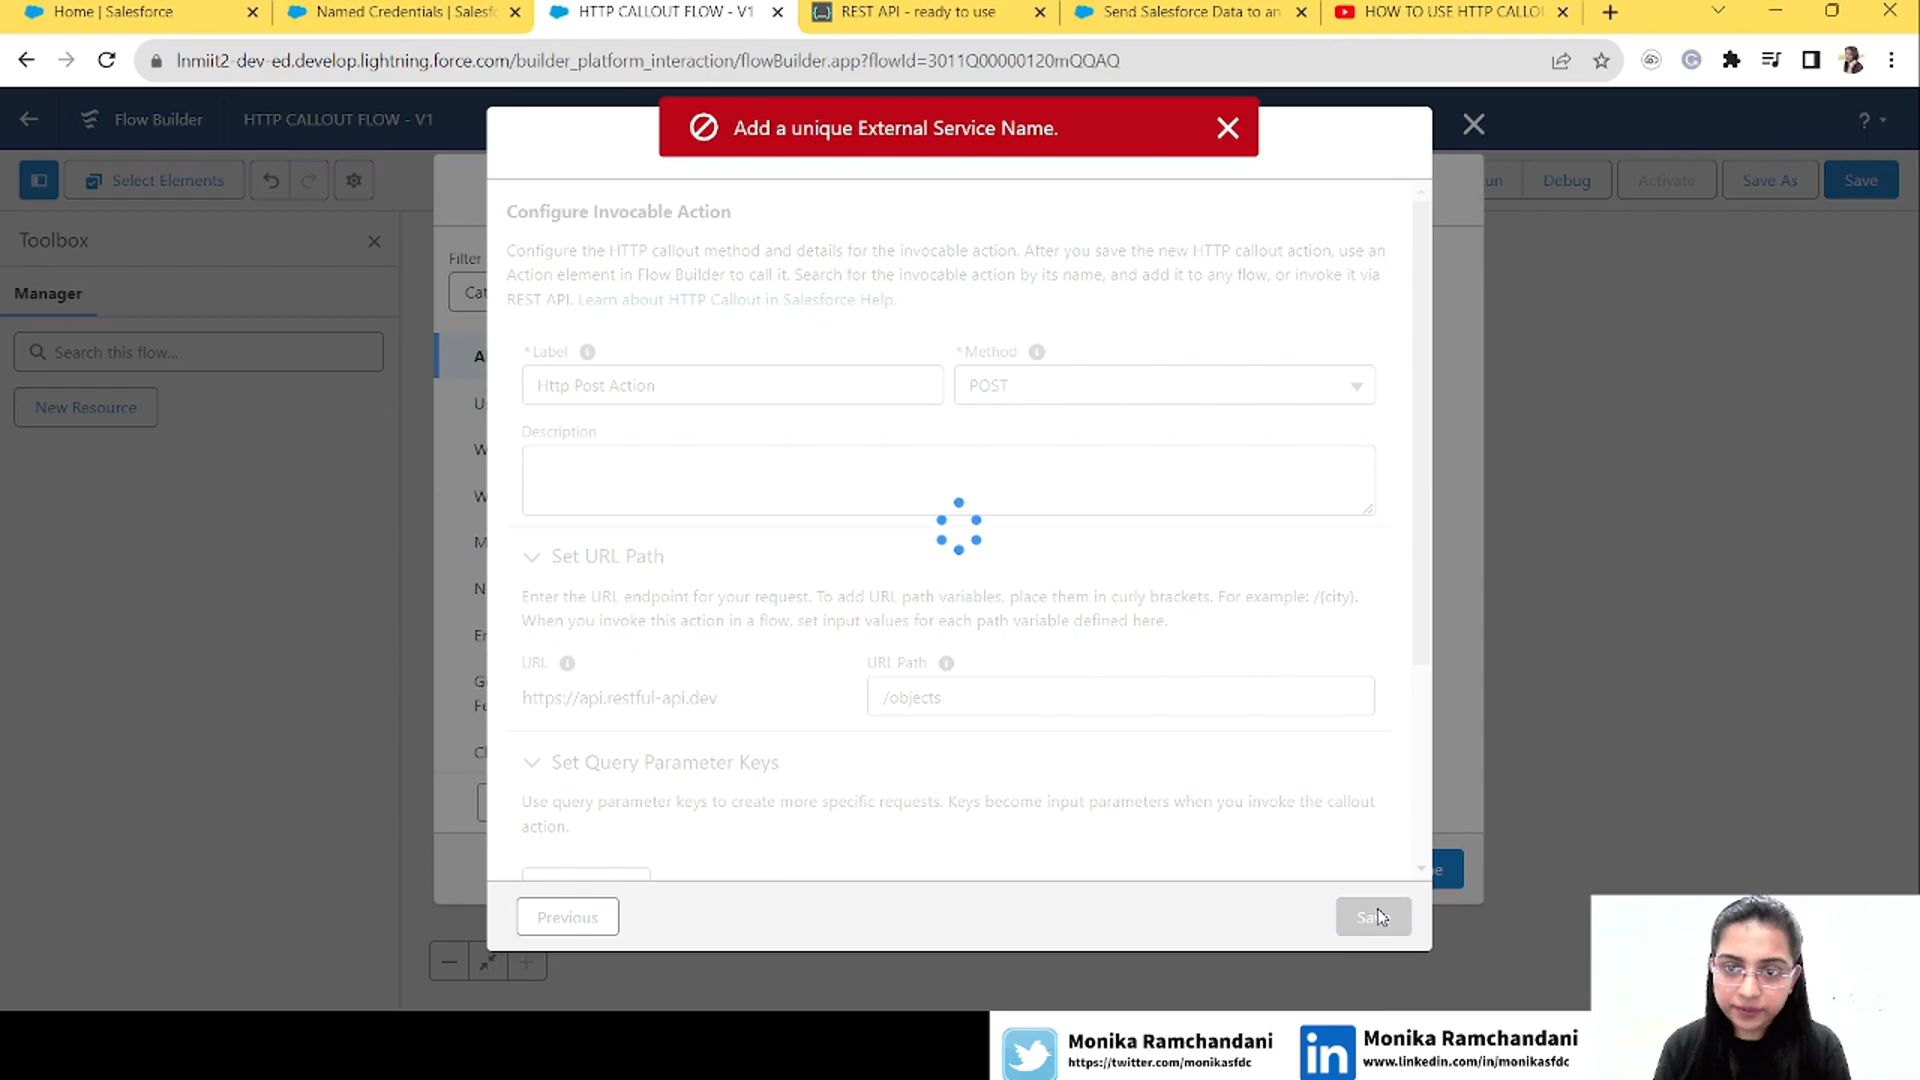 Home | Salesforce
Named Credentials | Salesfo
HTTP CALLOUT FLOW - V1
REST API - ready to use
Send Salesforce Data to an
HOW TO USE HTTP CALLO
lnmiit2-dev-ed.develop.lightning.force.com/builder_platform_interaction/flowBuilder.app?flowId=3011Q00000120mQQAQ
Flow Builder
HTTP CALLOUT FLOW - V1
Add a unique External Service Name.
?
Select Elements
un
Debug
Activate
Save As
Save
Toolbox
Manager
Search this flow...
New Resource
Filter
Cat
A
U
W
W
M
N
Er
G
Fe
Cl
Configure Invocable Action
Configure the HTTP callout method and details for the invocable action. After you save the new HTTP callout action, use an
Action element in Flow Builder to call it. Search for the invocable action by its name, and add it to any flow, or invoke it via
REST API. Learn about HTTP Callout in Salesforce Help.
* Label
* Method
Http Post Action
POST
Description
Set URL Path
Enter the URL endpoint for your request. To add URL path variables, place them in curly brackets. For example: /{city}.
When you invoke this action in a flow, set input values for each path variable defined here.
URL
URL Path
https://api.restful-api.dev
/objects
Set Query Parameter Keys
Use query parameter keys to create more specific requests. Keys become input parameters when you invoke the callout
action.
e
Previous
Save
Monika Ramchandani
https://twitter.com/monikasfdc
in
Monika Ramchandani
www.linkedin.com/in/monikasfdc